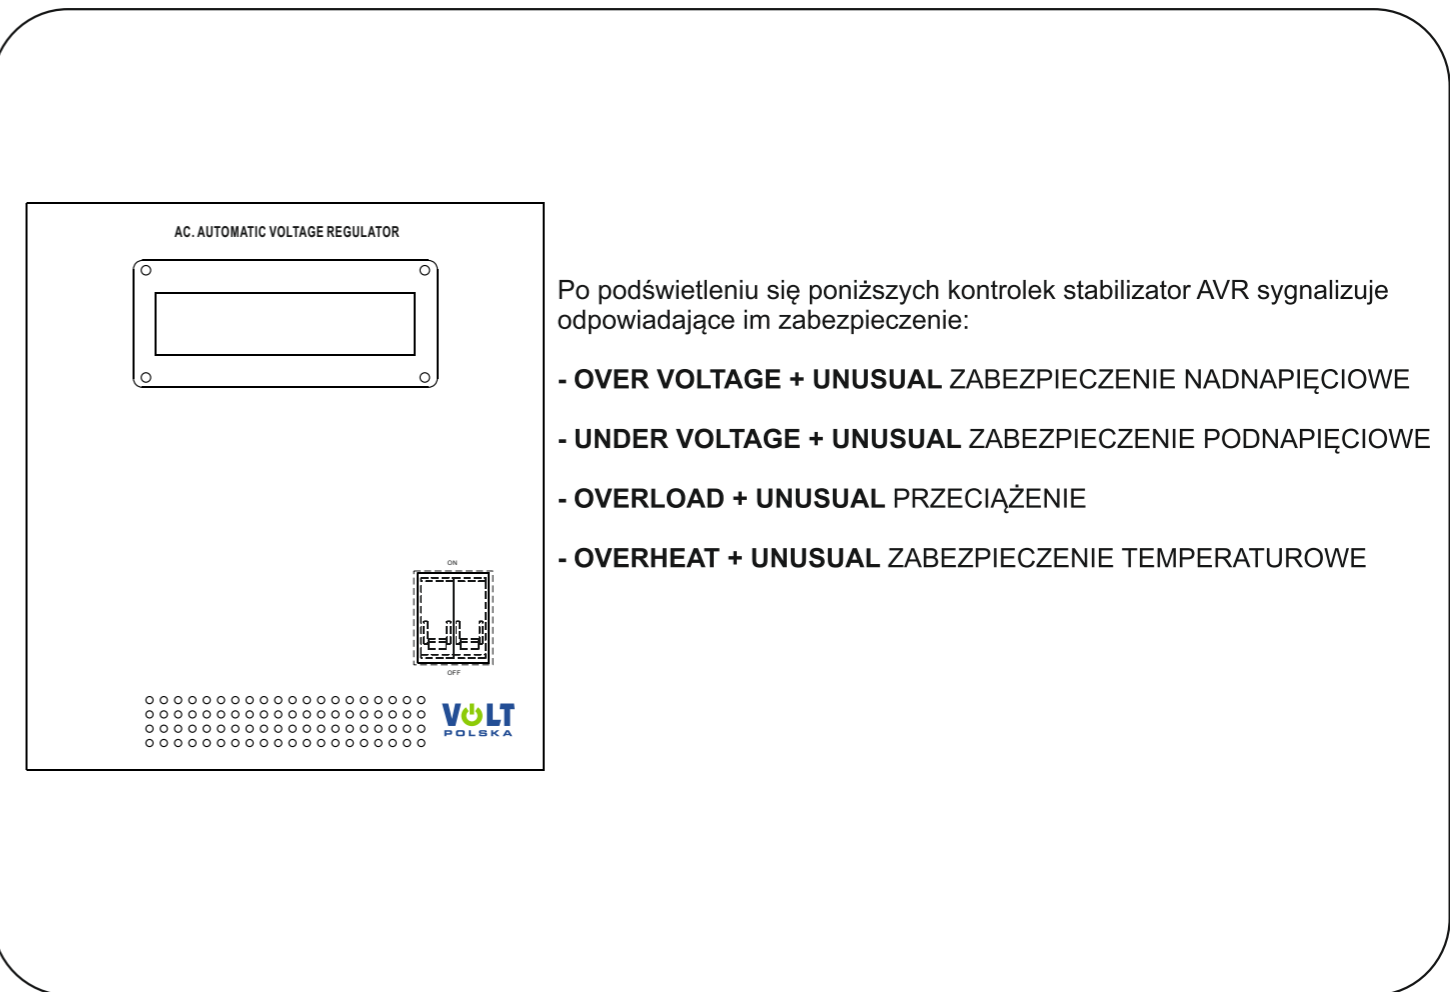 AC. AUTOMATIC VOLTAGE REGULATOR
Po podświetleniu się poniższych kontrolek stabilizator AVR sygnalizuje
odpowiadające im zabezpieczenie:
- OVER VOLTAGE + UNUSUAL ZABEZPIECZENIE NADNAPIĘCIOWE
- UNDER VOLTAGE + UNUSUAL ZABEZPIECZENIE PODNAPIĘCIOWE
- OVERLOAD + UNUSUAL PRZECIĄŻENIE
- OVERHEAT + UNUSUAL ZABEZPIECZENIE TEMPERATUROWE
ON
OFF
VOLT
POLSKA